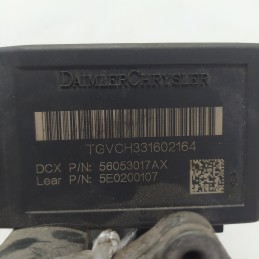 DAIMLERCHRYSLER
TGVCH331602164
DCX P/N: 56053017AX
Lear P/N: 5E0200107